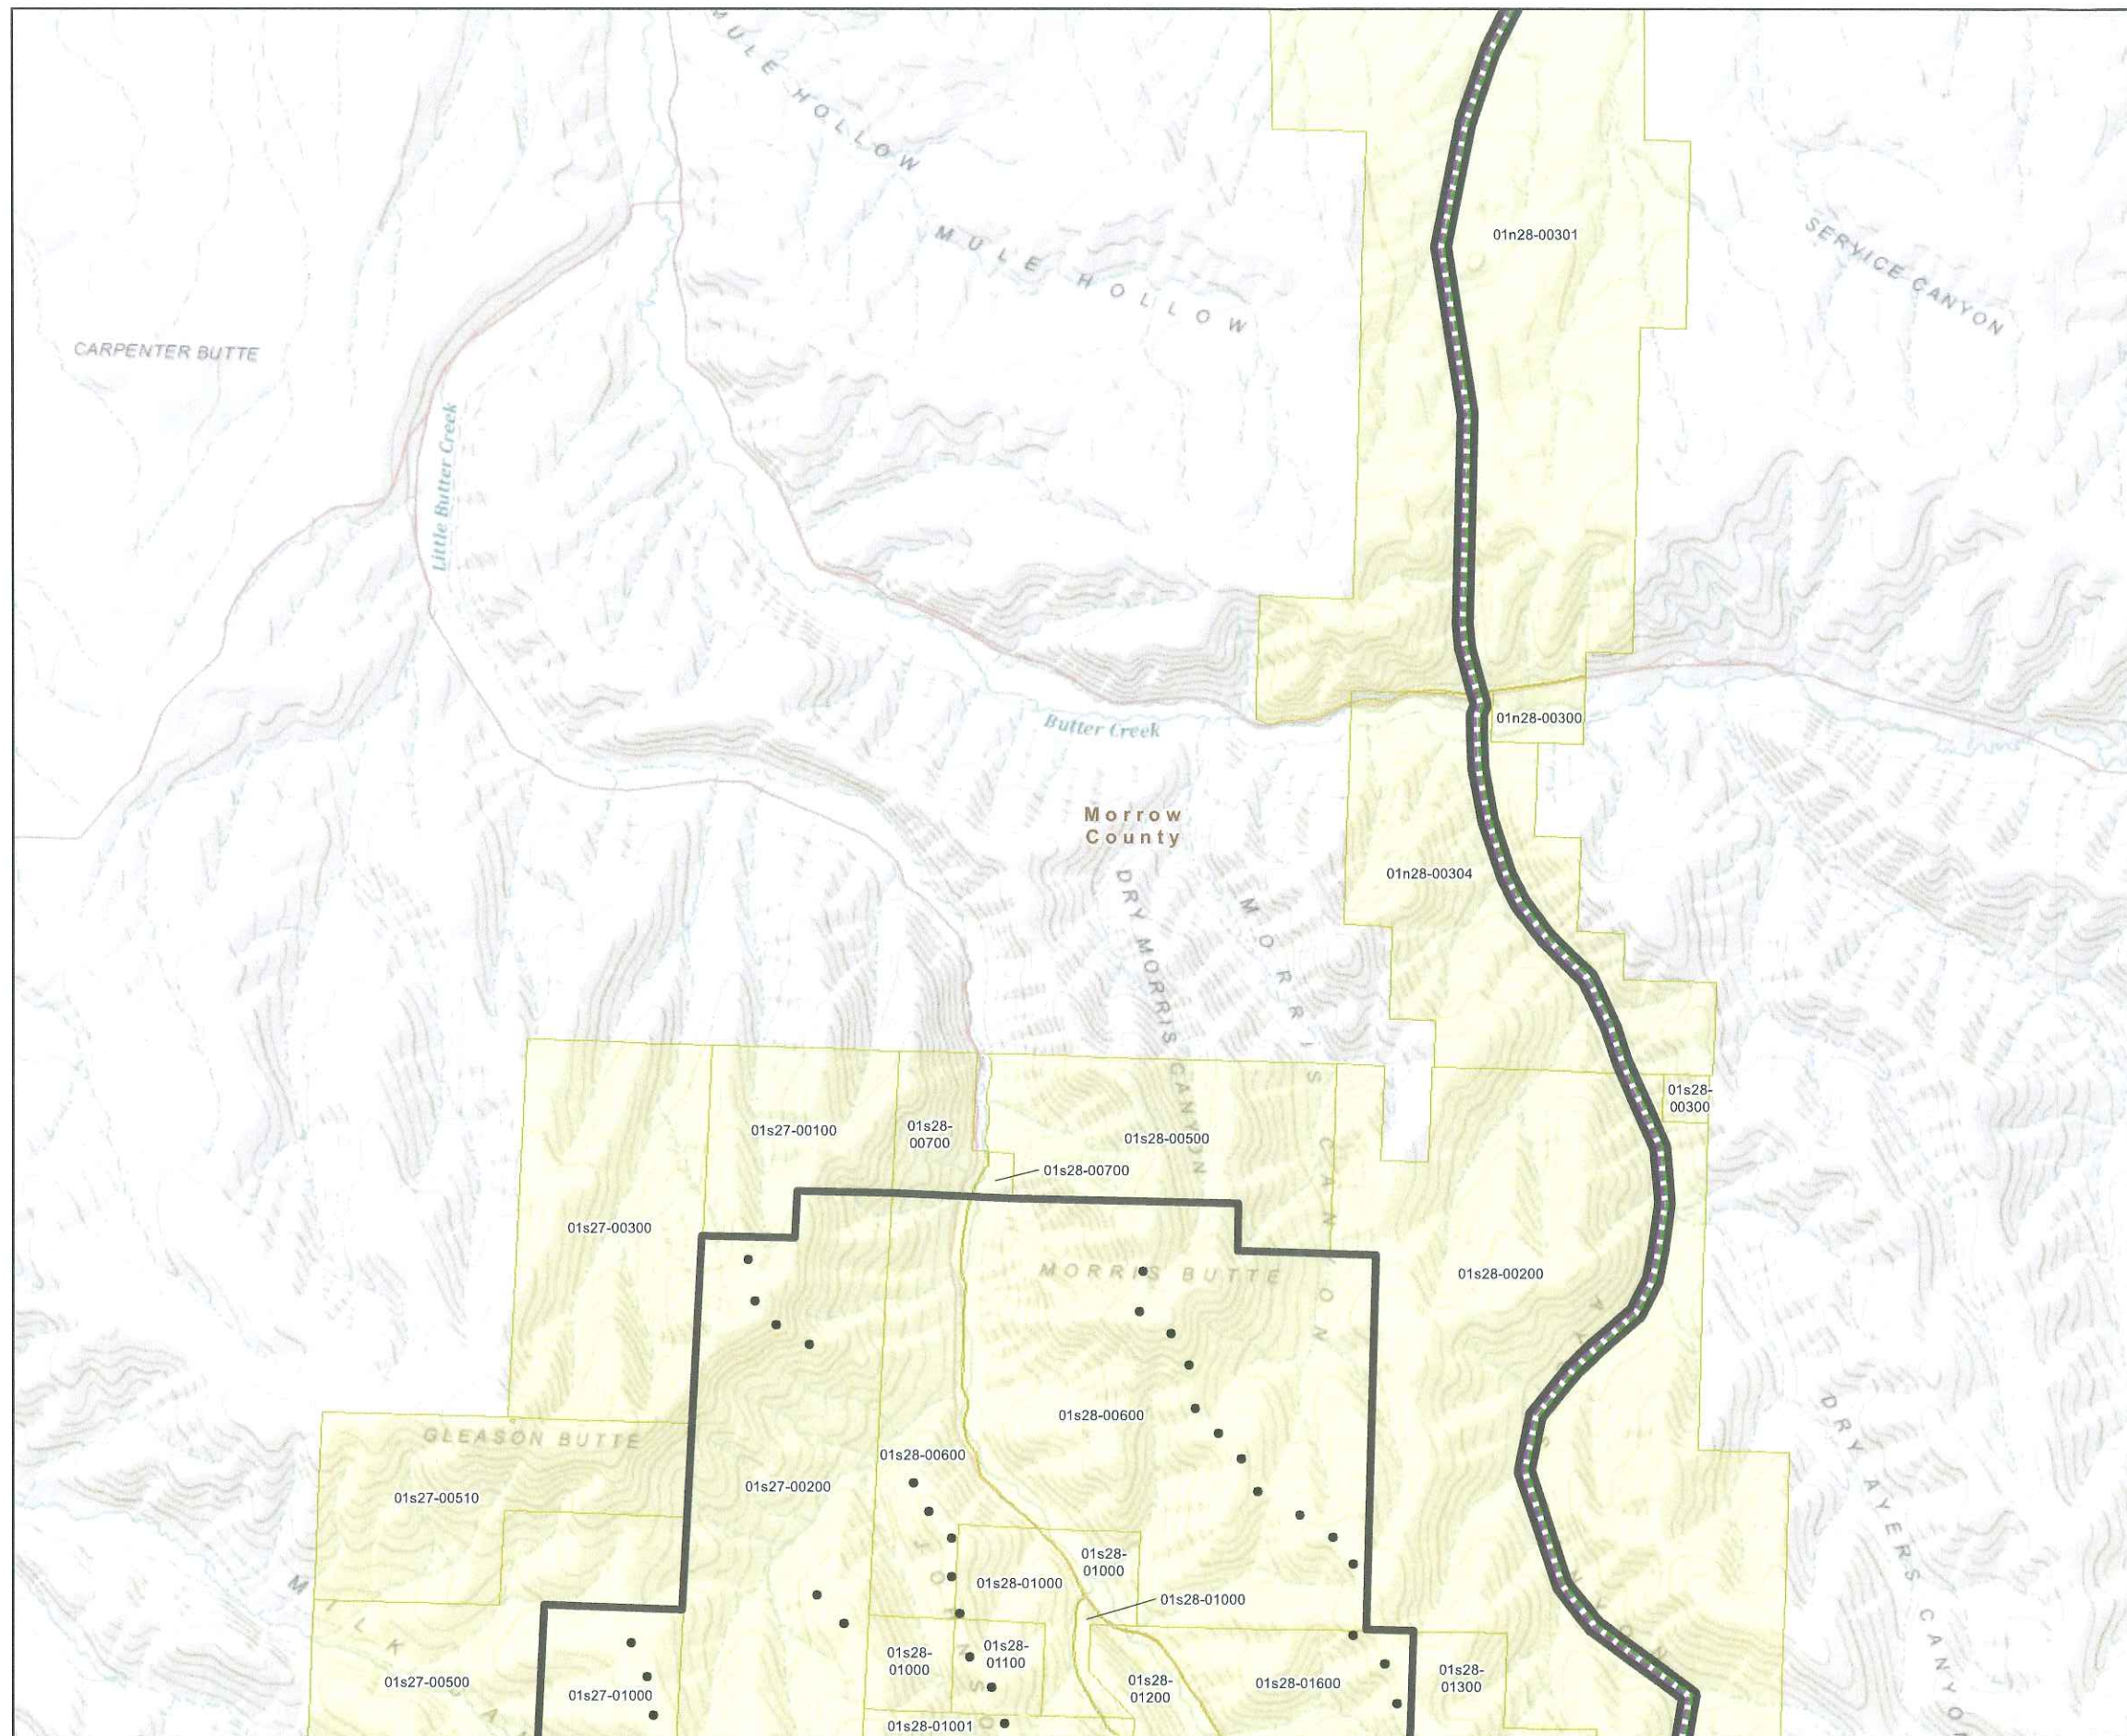 MULE HOLLOW
MULE HOLLOW
SERVICE CANYON
01n28-00301
CARPENTER BUTTE
Little Butter Creek
Butter Creek
01n28-00300
Morrow
County
01n28-00304
DRY MORRIS CANYON
MORRIS CANYON
01s28-
00300
01s27-00100
01s28-
00700
01s28-00500
01s28-00700
01s27-00300
MORRIS BUTTE
01s28-00200
01s28-00600
GLEASON BUTTE
01s28-00600
01s27-00510
01s27-00200
DRY AYERS CANYO
01s28-
01000
01s28-01000
01s28-01000
MILK
01s28-
01000
01s28-
01100
01s27-00500
01s27-01000
01s28-
01200
01s28-01600
01s28-
01300
01s28-01001